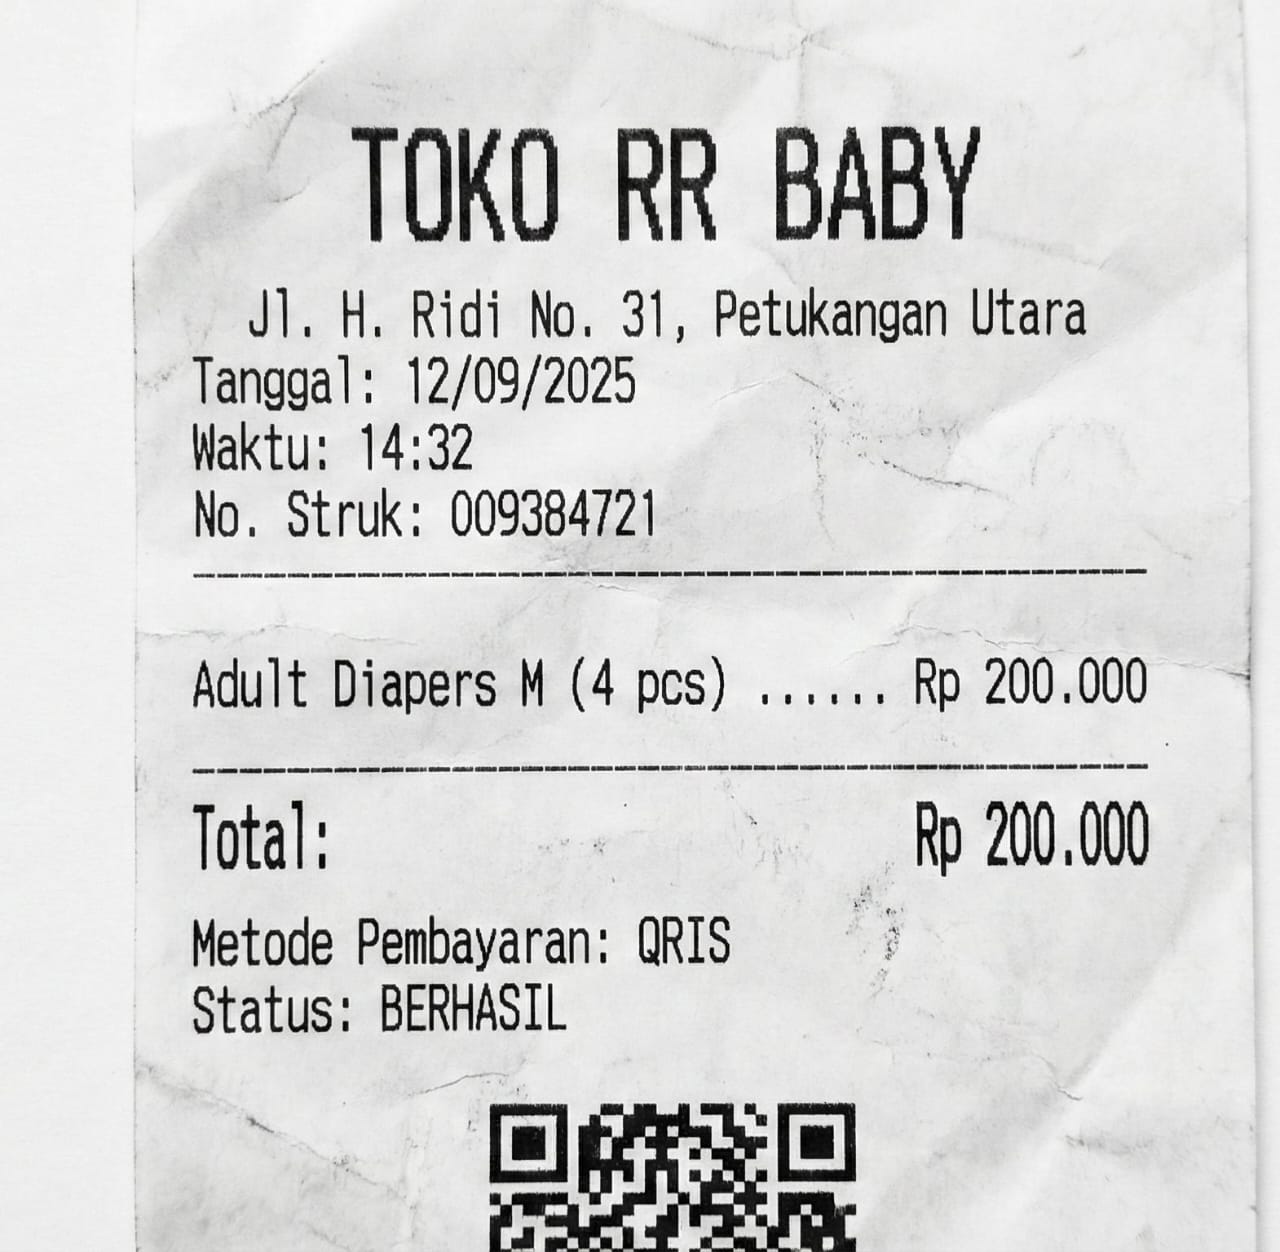 TOKO RR BABY
Jl. H. Ridi No. 31, Petukangan Utara
Tanggal: 12/09/2025
Waktu: 14:32
No. Struk: 009384721
Adult Diapers M (4 pcs) ...... Rp 200.000
Total: Rp 200.000
Metode Pembayaran: QRIS
Status: BERHASIL